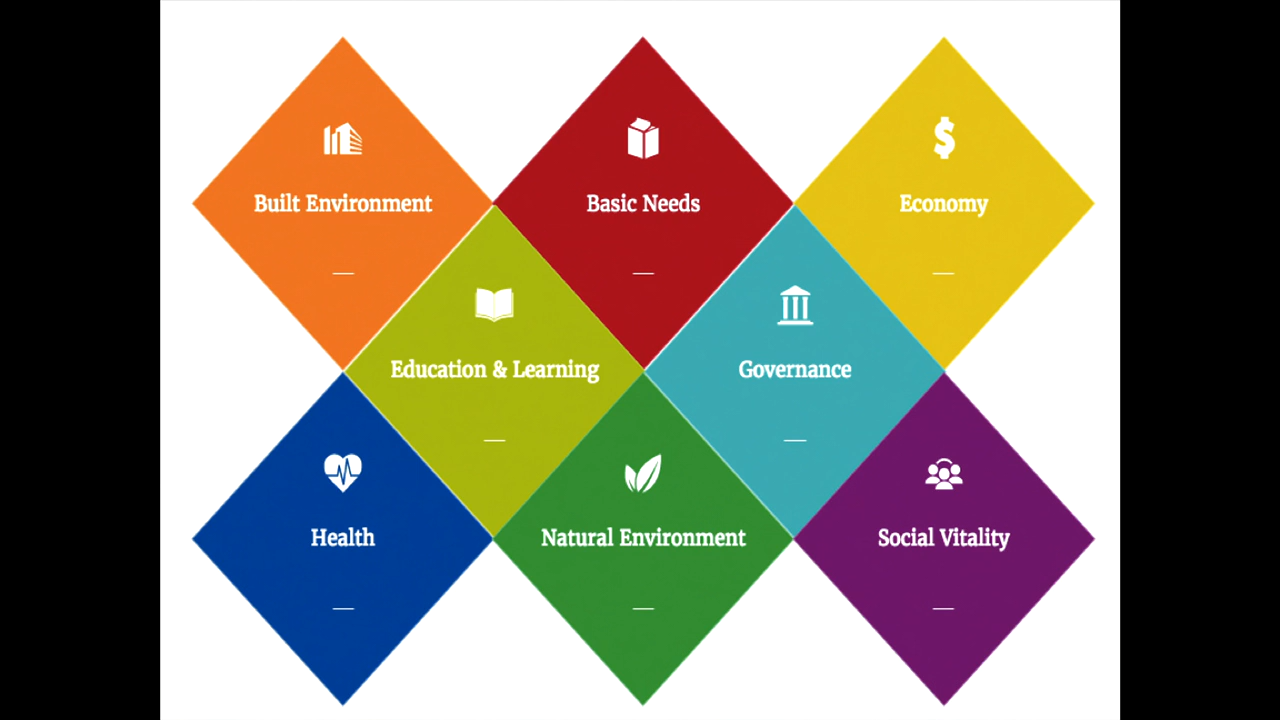 Built Environment
Basic Needs
Economy
Education & Learning
Governance
Health
Natural Environment
Social Vitality